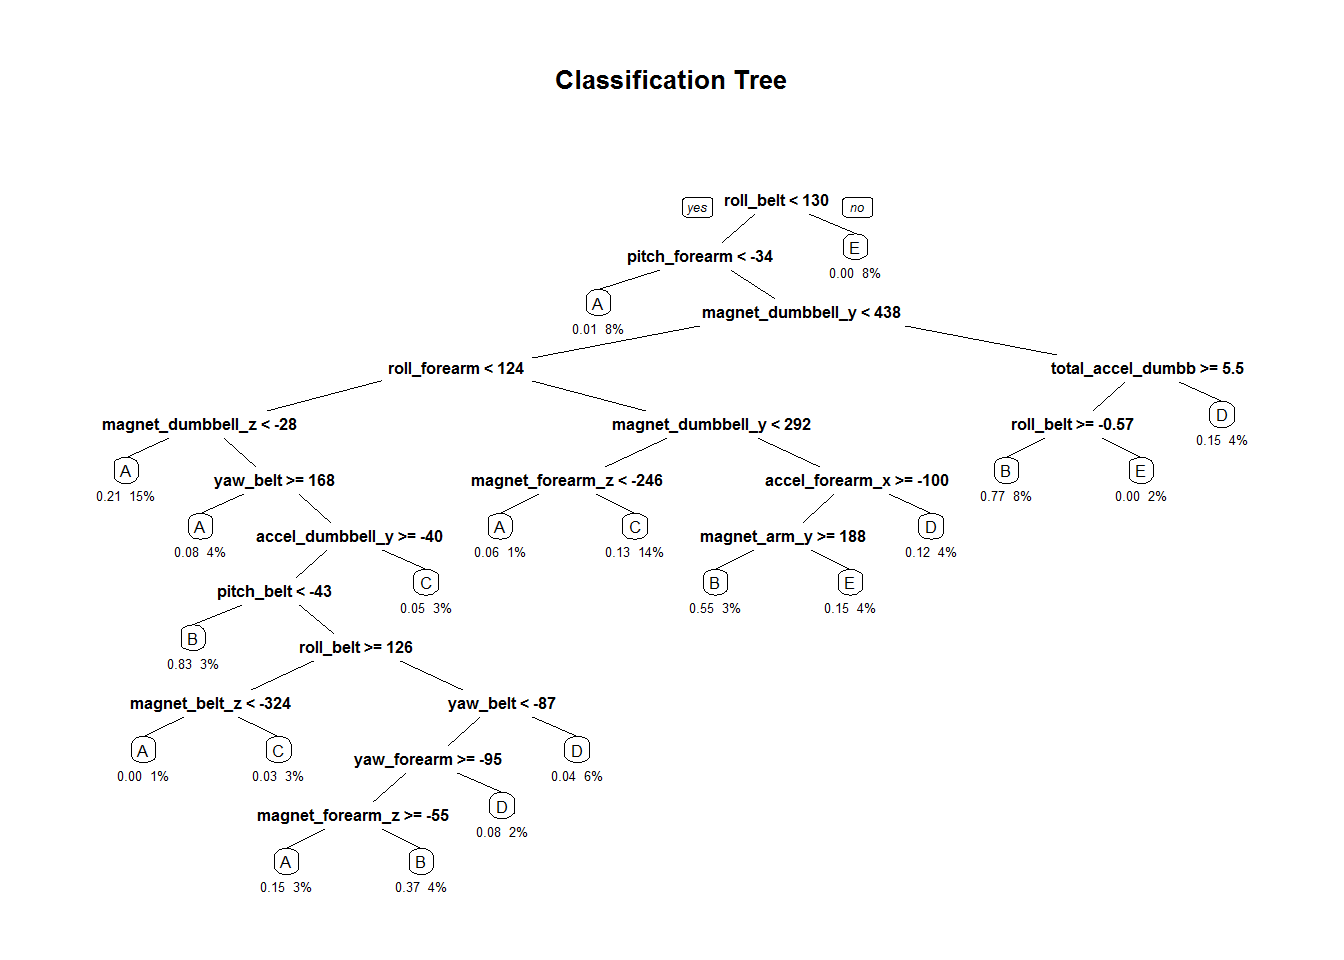 Classification Tree
yes roll_belt < 130 no
pitch_forearm < -34
E
0.00 8%
A
0.01 8%
magnet_dumbbell_y < 438
roll_forearm < 124
total_accel_dumbb >= 5.5
magnet_dumbbell_z < -28
magnet_dumbbell_y < 292
roll_belt >= -0.57
D
0.15 4%
A
0.21 15%
yaw_belt >= 168
magnet_forearm_z < -246
accel_forearm_x >= -100
B
0.77 8%
E
0.00 2%
A
0.08 4%
accel_dumbbell_y >= -40
A
0.06 1%
C
0.13 14%
magnet_arm_y >= 188
D
0.12 4%
pitch_belt < -43
C
0.05 3%
B
0.55 3%
E
0.15 4%
B
0.83 3%
roll_belt >= 126
magnet_belt_z < -324
yaw_belt < -87
A
0.00 1%
C
0.03 3%
yaw_forearm >= -95
D
0.04 6%
magnet_forearm_z >= -55
D
0.08 2%
A
0.15 3%
B
0.37 4%